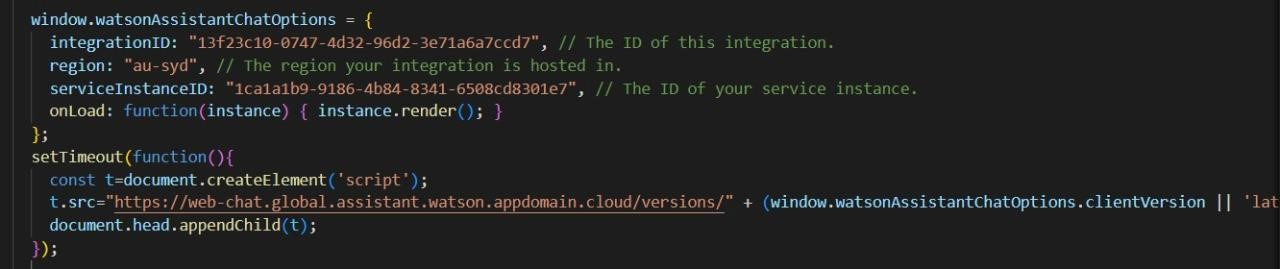 window.watsonAssistantChatOptions = {
integrationID: "13f23c10-0747-4d32-96d2-3e71a6a7ccd7", // The ID of this integration.
region: "au-syd", // The region your integration is hosted in.
serviceInstanceID: "1ca1a1b9-9186-4b84-8341-6508cd8301e7", // The ID of your service instance.
onLoad: function(instance) { instance.render(); }
};
setTimeout(function(){
const t=document.createElement('script');
t.src="https://web-chat.global.assistant.watson.appdomain.cloud/versions/" + (window.watsonAssistantChatOptions.clientVersion || 'lat
document.head.appendChild(t);
});